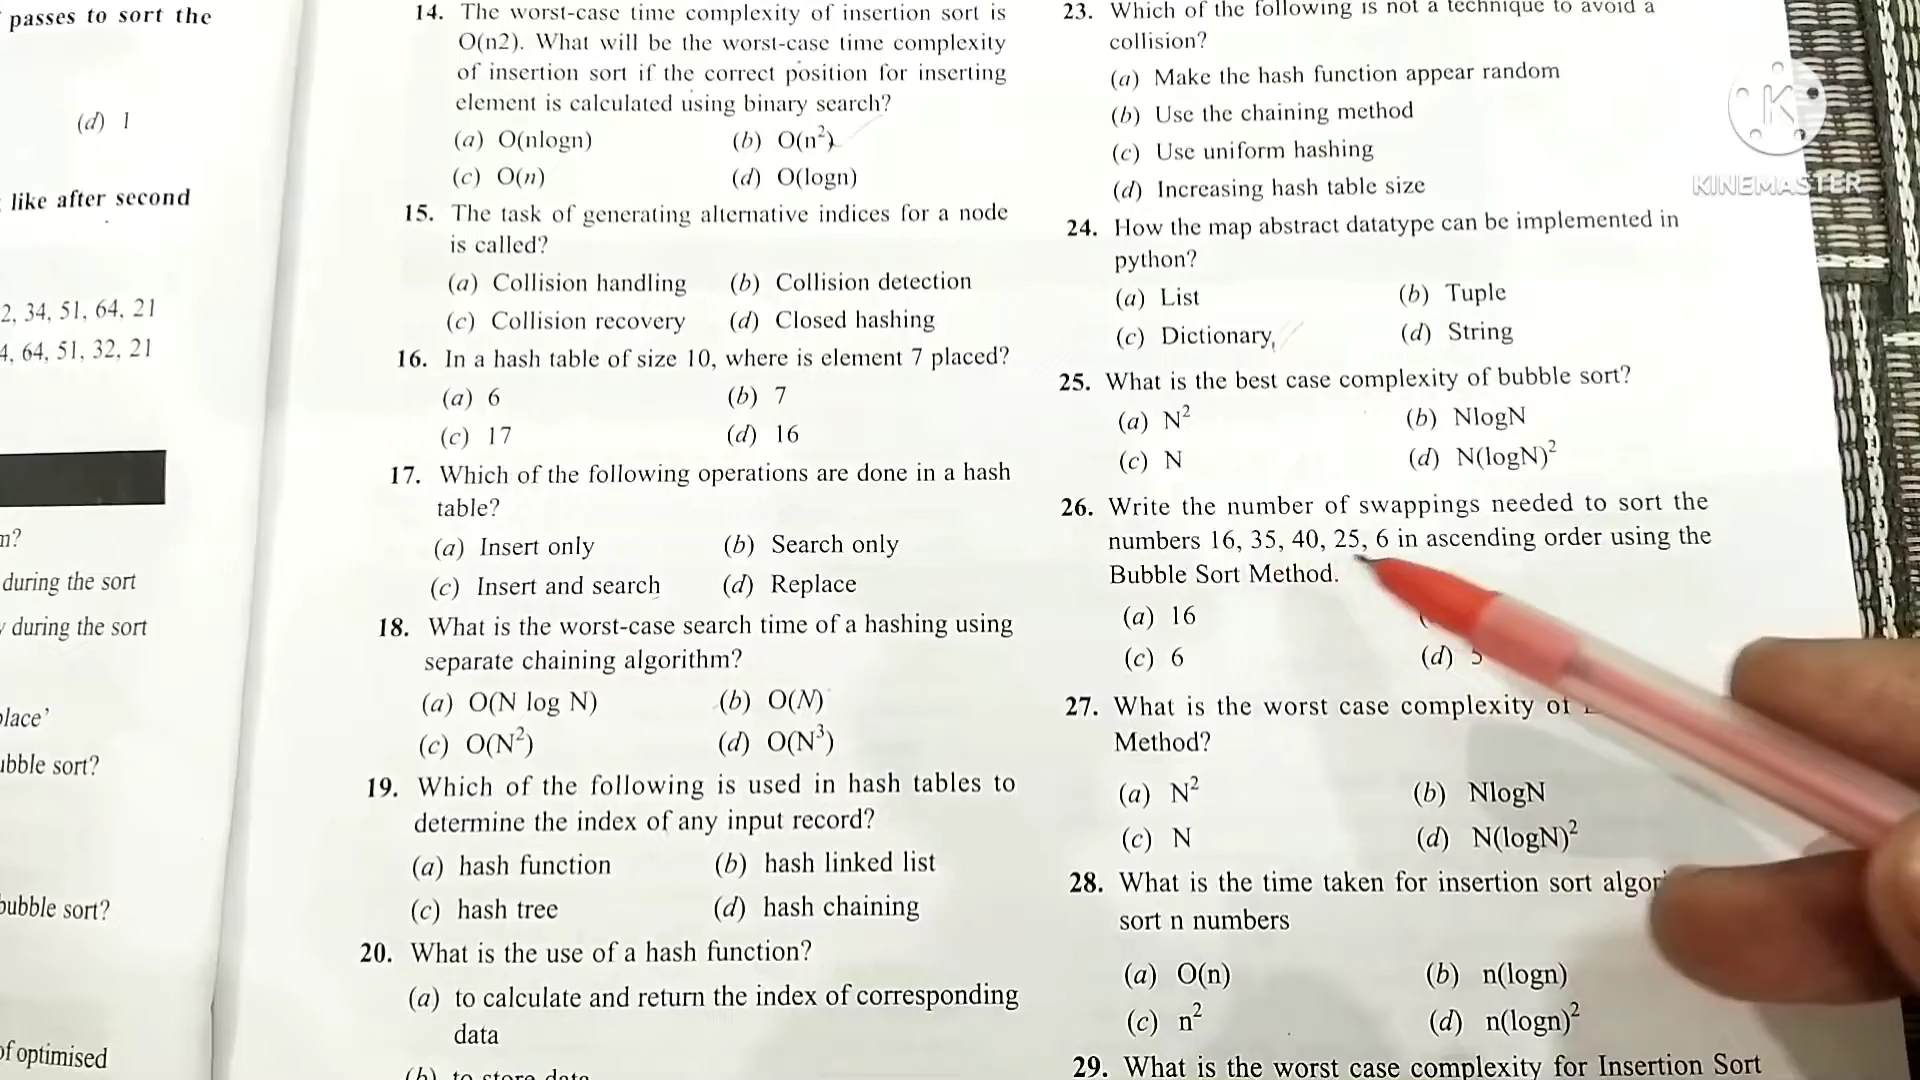 passes to sort the
(d) 1
like after second
2, 34, 51, 64, 21
4, 64, 51, 32, 21
during the sort
during the sort
bubble sort?
of optimised
14. The worst-case time complexity of insertion sort is
O(n2). What will be the worst-case time complexity
of insertion sort if the correct position for inserting
element is calculated using binary search?
(a) O(nlogn) (b) O(n²)
(c) O(n) (d) O(logn)
15. The task of generating alternative indices for a node
is called?
(a) Collision handling (b) Collision detection
(c) Collision recovery (d) Closed hashing
16. In a hash table of size 10, where is element 7 placed?
(a) 6 (b) 7
(c) 17 (d) 16
17. Which of the following operations are done in a hash
table?
(a) Insert only (b) Search only
(c) Insert and search (d) Replace
18. What is the worst-case search time of a hashing using
separate chaining algorithm?
(a) O(N log N) (b) O(N)
(c) O(N²) (d) O(N³)
19. Which of the following is used in hash tables to
determine the index of any input record?
(a) hash function (b) hash linked list
(c) hash tree (d) hash chaining
20. What is the use of a hash function?
(a) to calculate and return the index of corresponding
data
(b) to store data
23. Which of the following is not a technique to avoid a
collision?
(a) Make the hash function appear random
(b) Use the chaining method
(c) Use uniform hashing
(d) Increasing hash table size
24. How the map abstract datatype can be implemented in
python?
(a) List (b) Tuple
(c) Dictionary (d) String
25. What is the best case complexity of bubble sort?
(a) N² (b) NlogN
(c) N (d) N(logN)²
26. Write the number of swappings needed to sort the
numbers 16, 35, 40, 25, 6 in ascending order using the
Bubble Sort Method.
(a) 16
(c) 6 (d) 5
27. What is the worst case complexity of
Method?
(a) N² (b) NlogN
(c) N (d) N(logN)²
28. What is the time taken for insertion sort
sort n numbers
(a) O(n) (b) n(logn)
(c) n² (d) n(logn)²
29. What is the worst case complexity for Insertion Sort
K
KINEMASTER